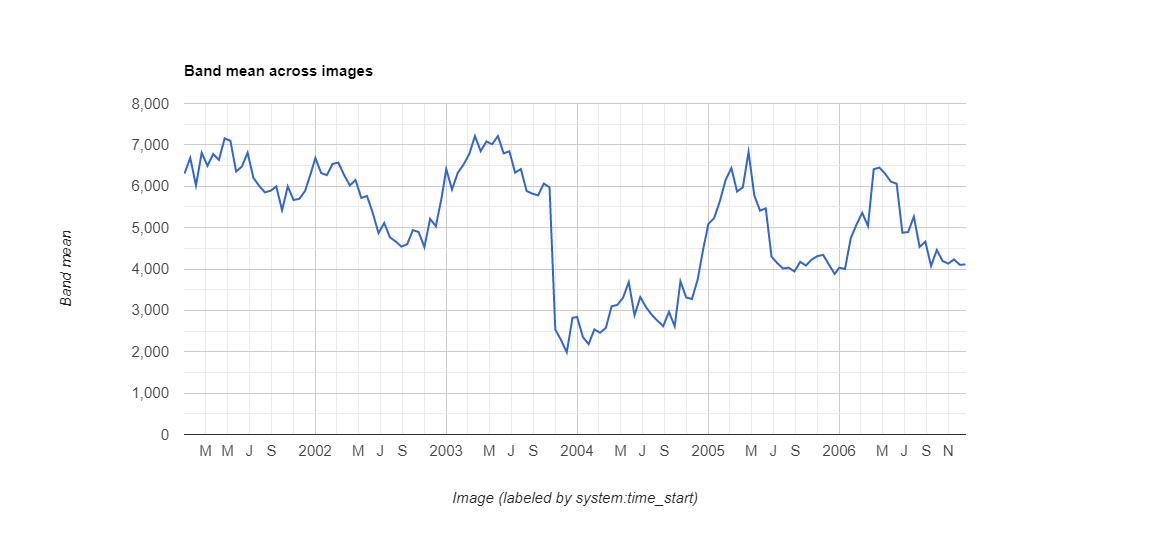 Band mean across images
8,000
7,000
6,000
5,000
4,000
3,000
2,000
1,000
0
Band mean
M M J S 2002 M J S 2003 M J S 2004 M J S 2005 M J S 2006 M J S N
Image (labeled by system:time_start)